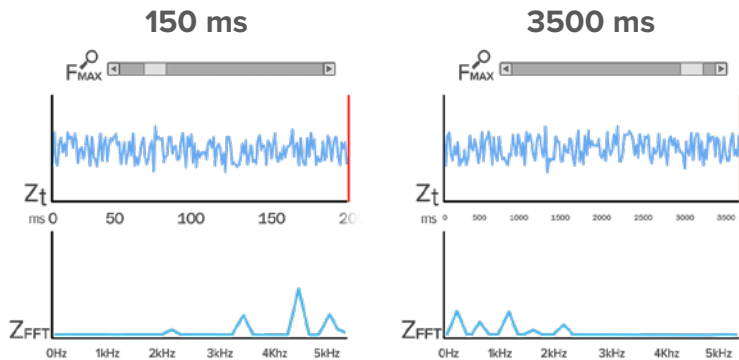 150 ms
3500 ms
FMAX
FMAX
Zt
ms 0 50 100 150 200
Zt
ms 0 500 1000 1500 2000 2500 3000 3500
ZFFT
0Hz 1kHz 2kHz 3kHz 4Khz 5kHz
ZFFT
0Hz 1kHz 2kHz 3kHz 4Khz 5kHz